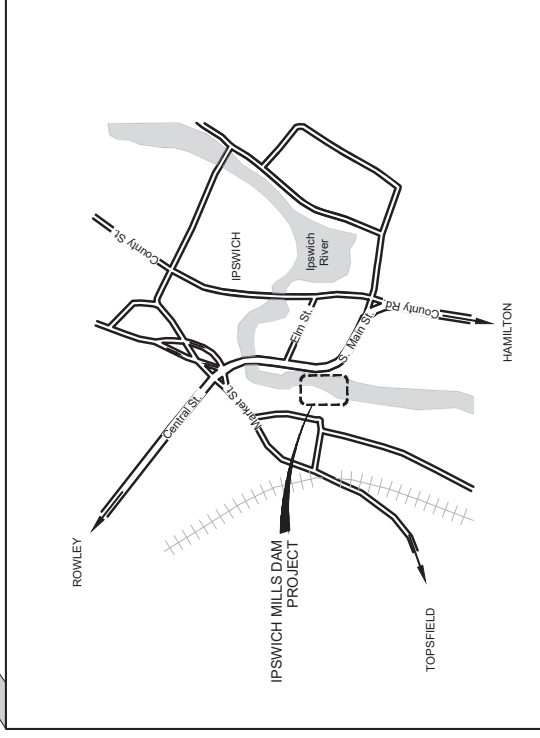 ROWLEY
County St.
IPSWICH
Ipswich
River
Central St.
Market St.
Elm St.
S. Main St.
County Rd.
HAMILTON
IPSWICH MILLS DAM
PROJECT
TOPSFIELD